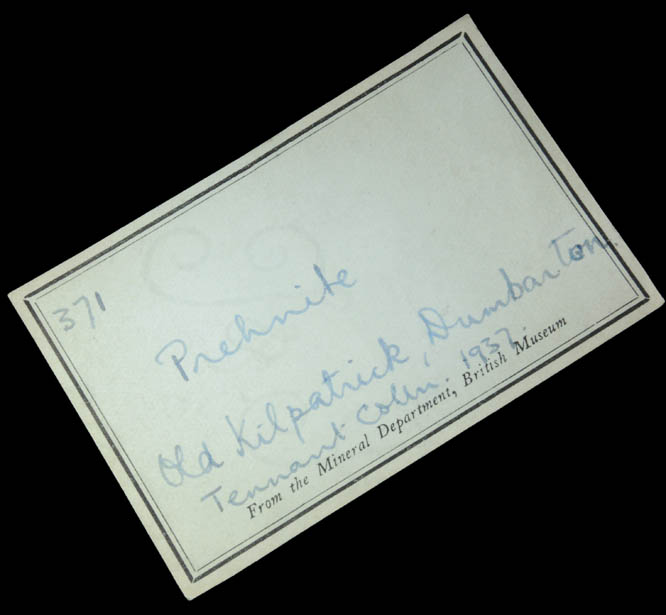 371
Prehnite
Old Kilpatrick, Dumbarton.
Tennant Colln. 1937.
From the Mineral Department, British Museum